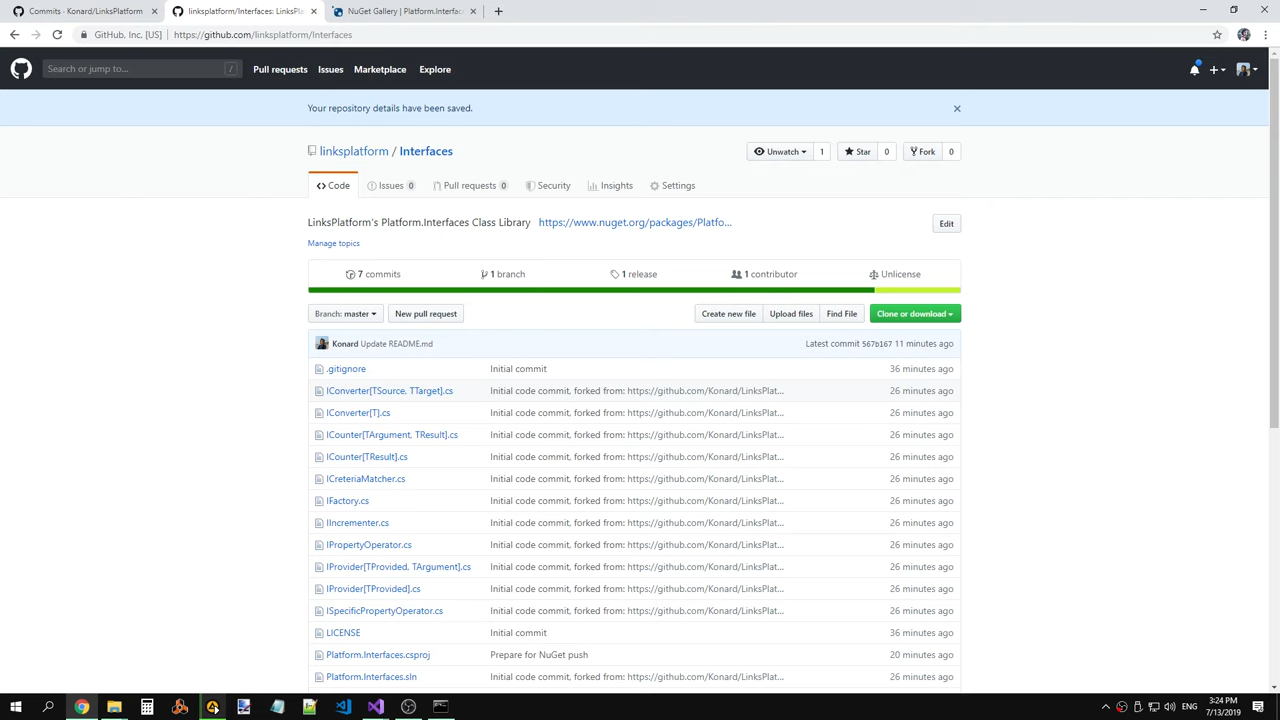 Commits · Konard/LinksPlatform
linksplatform/Interfaces: LinksPl
NuGet Gallery | Platform.Interfac
GitHub, Inc. [US] | https://github.com/linksplatform/Interfaces
Search or jump to...
/
Pull requests Issues Marketplace Explore
Your repository details have been saved.
linksplatform / Interfaces
Unwatch 1 Star 0 Fork 0
Code Issues 0 Pull requests 0 Security Insights Settings
LinksPlatform's Platform.Interfaces Class Library https://www.nuget.org/packages/Platfo...
Edit
Manage topics
7 commits 1 branch 1 release 1 contributor Unlicense
Branch: master New pull request Create new file Upload files Find File Clone or download
Konard Update README.md Latest commit 567b167 11 minutes ago
.gitignore Initial commit 36 minutes ago
IConverter[TSource, TTarget].cs Initial code commit, forked from: https://github.com/Konard/LinksPlat... 26 minutes ago
IConverter[T].cs Initial code commit, forked from: https://github.com/Konard/LinksPlat... 26 minutes ago
ICounter[TArgument, TResult].cs Initial code commit, forked from: https://github.com/Konard/LinksPlat... 26 minutes ago
ICounter[TResult].cs Initial code commit, forked from: https://github.com/Konard/LinksPlat... 26 minutes ago
ICreteriaMatcher.cs Initial code commit, forked from: https://github.com/Konard/LinksPlat... 26 minutes ago
IFactory.cs Initial code commit, forked from: https://github.com/Konard/LinksPlat... 26 minutes ago
IIncrementer.cs Initial code commit, forked from: https://github.com/Konard/LinksPlat... 26 minutes ago
IPropertyOperator.cs Initial code commit, forked from: https://github.com/Konard/LinksPlat... 26 minutes ago
IProvider[TProvided, TArgument].cs Initial code commit, forked from: https://github.com/Konard/LinksPlat... 26 minutes ago
IProvider[TProvided].cs Initial code commit, forked from: https://github.com/Konard/LinksPlat... 26 minutes ago
ISpecificPropertyOperator.cs Initial code commit, forked from: https://github.com/Konard/LinksPlat... 26 minutes ago
LICENSE Initial commit 36 minutes ago
Platform.Interfaces.csproj Prepare for NuGet push 20 minutes ago
Platform.Interfaces.sln Initial code commit, forked from: https://github.com/Konard/LinksPlat... 26 minutes ago
ENG
3:24 PM
7/13/2019